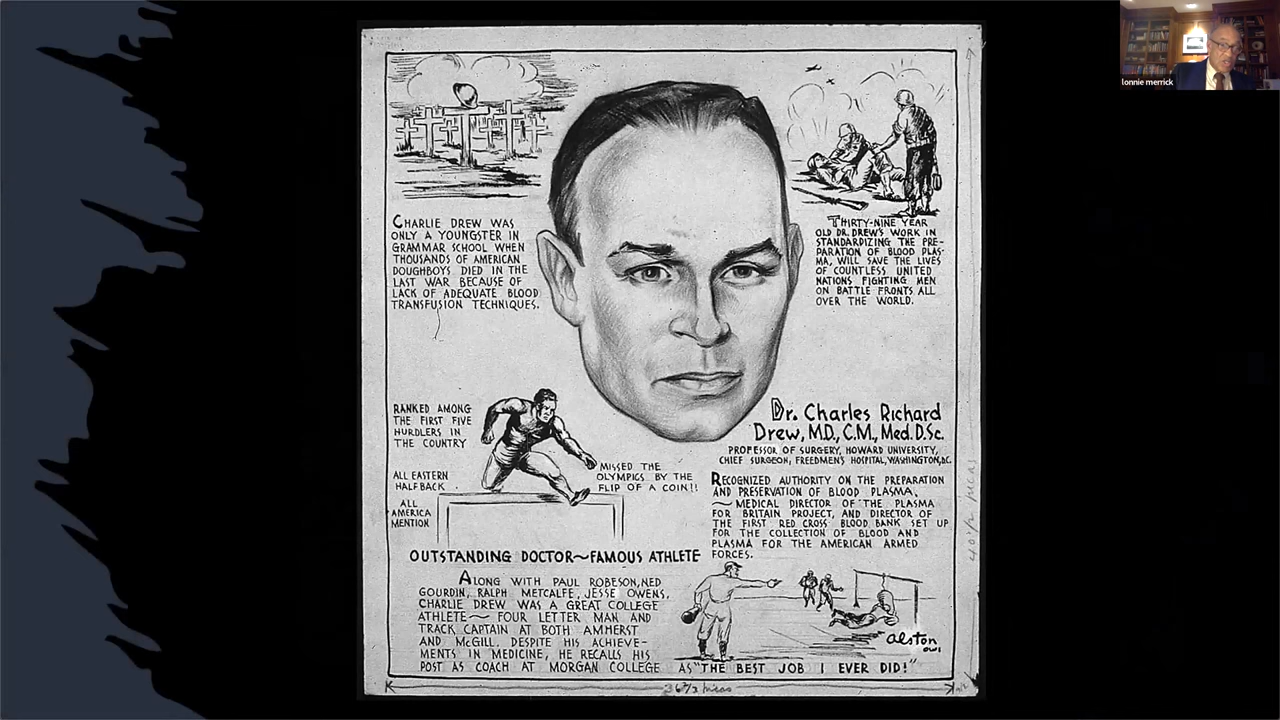 lonnie merrick
CHARLIE DREW WAS
ONLY A YOUNGSTER IN
GRAMMAR SCHOOL WHEN
THOUSANDS OF AMERICAN
DOUGHBOYS DIED IN THE
LAST WAR BECAUSE OF
LACK OF ADEQUATE BLOOD
TRANSFUSION TECHNIQUES.
THIRTY-NINE YEAR
OLD DR. DREW'S WORK IN
STANDARDIZING THE PRE-
PARATION OF BLOOD PLAS-
MA, WILL SAVE THE LIVES
OF COUNTLESS UNITED
NATIONS FIGHTING MEN
ON BATTLE FRONTS ALL
OVER THE WORLD.
RANKED AMONG
THE FIRST FIVE
HURDLERS IN
THE COUNTRY
ALL EASTERN
HALF BACK
ALL
AMERICA
MENTION
MISSED THE
OLYMPICS BY THE
FLIP OF A COIN!!
Dr. Charles Richard
Drew, M.D., C.M., Med. D.Sc.
PROFESSOR OF SURGERY, HOWARD UNIVERSITY,
CHIEF SURGEON, FREEDMEN'S HOSPITAL, WASHINGTON, D.C.
RECOGNIZED AUTHORITY ON THE PREPARATION
AND PRESERVATION OF BLOOD PLASMA,
~ MEDICAL DIRECTOR OF THE PLASMA
FOR BRITAIN PROJECT, AND DIRECTOR OF
THE FIRST RED CROSS BLOOD BANK SET UP
FOR THE COLLECTION OF BLOOD AND
PLASMA FOR THE AMERICAN ARMED
FORCES.
OUTSTANDING DOCTOR~FAMOUS ATHLETE
ALONG WITH PAUL ROBESON, NED
GOURDIN, RALPH METCALFE, JESSE OWENS,
CHARLIE DREW WAS A GREAT COLLEGE
ATHLETE~ FOUR LETTER MAN AND
TRACK CAPTAIN AT BOTH AMHERST
AND McGILL. DESPITE HIS ACHIEVE-
MENTS IN MEDICINE, HE RECALLS HIS
POST AS COACH AT MORGAN COLLEGE AS "THE BEST JOB I EVER DID!"
Alston
OWI